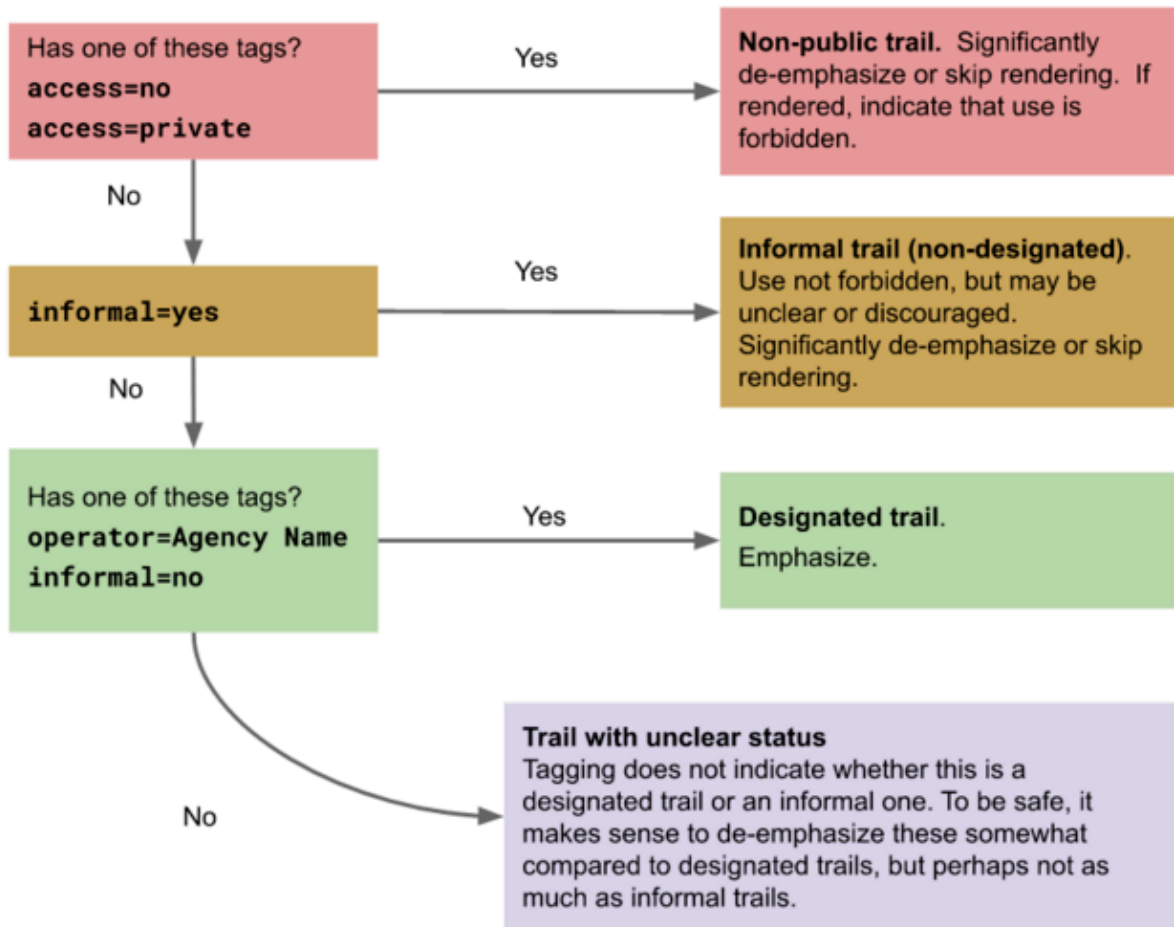 Has one of these tags?
access=no
access=private
Yes
Non-public trail. Significantly
de-emphasize or skip rendering. If
rendered, indicate that use is
forbidden.
No
informal=yes
Yes
Informal trail (non-designated).
Use not forbidden, but may be
unclear or discouraged.
Significantly de-emphasize or skip
rendering.
No
Has one of these tags?
operator=Agency Name
informal=no
Yes
Designated trail.
Emphasize.
No
Trail with unclear status
Tagging does not indicate whether this is a
designated trail or an informal one. To be safe, it
makes sense to de-emphasize these somewhat
compared to designated trails, but perhaps not as
much as informal trails.